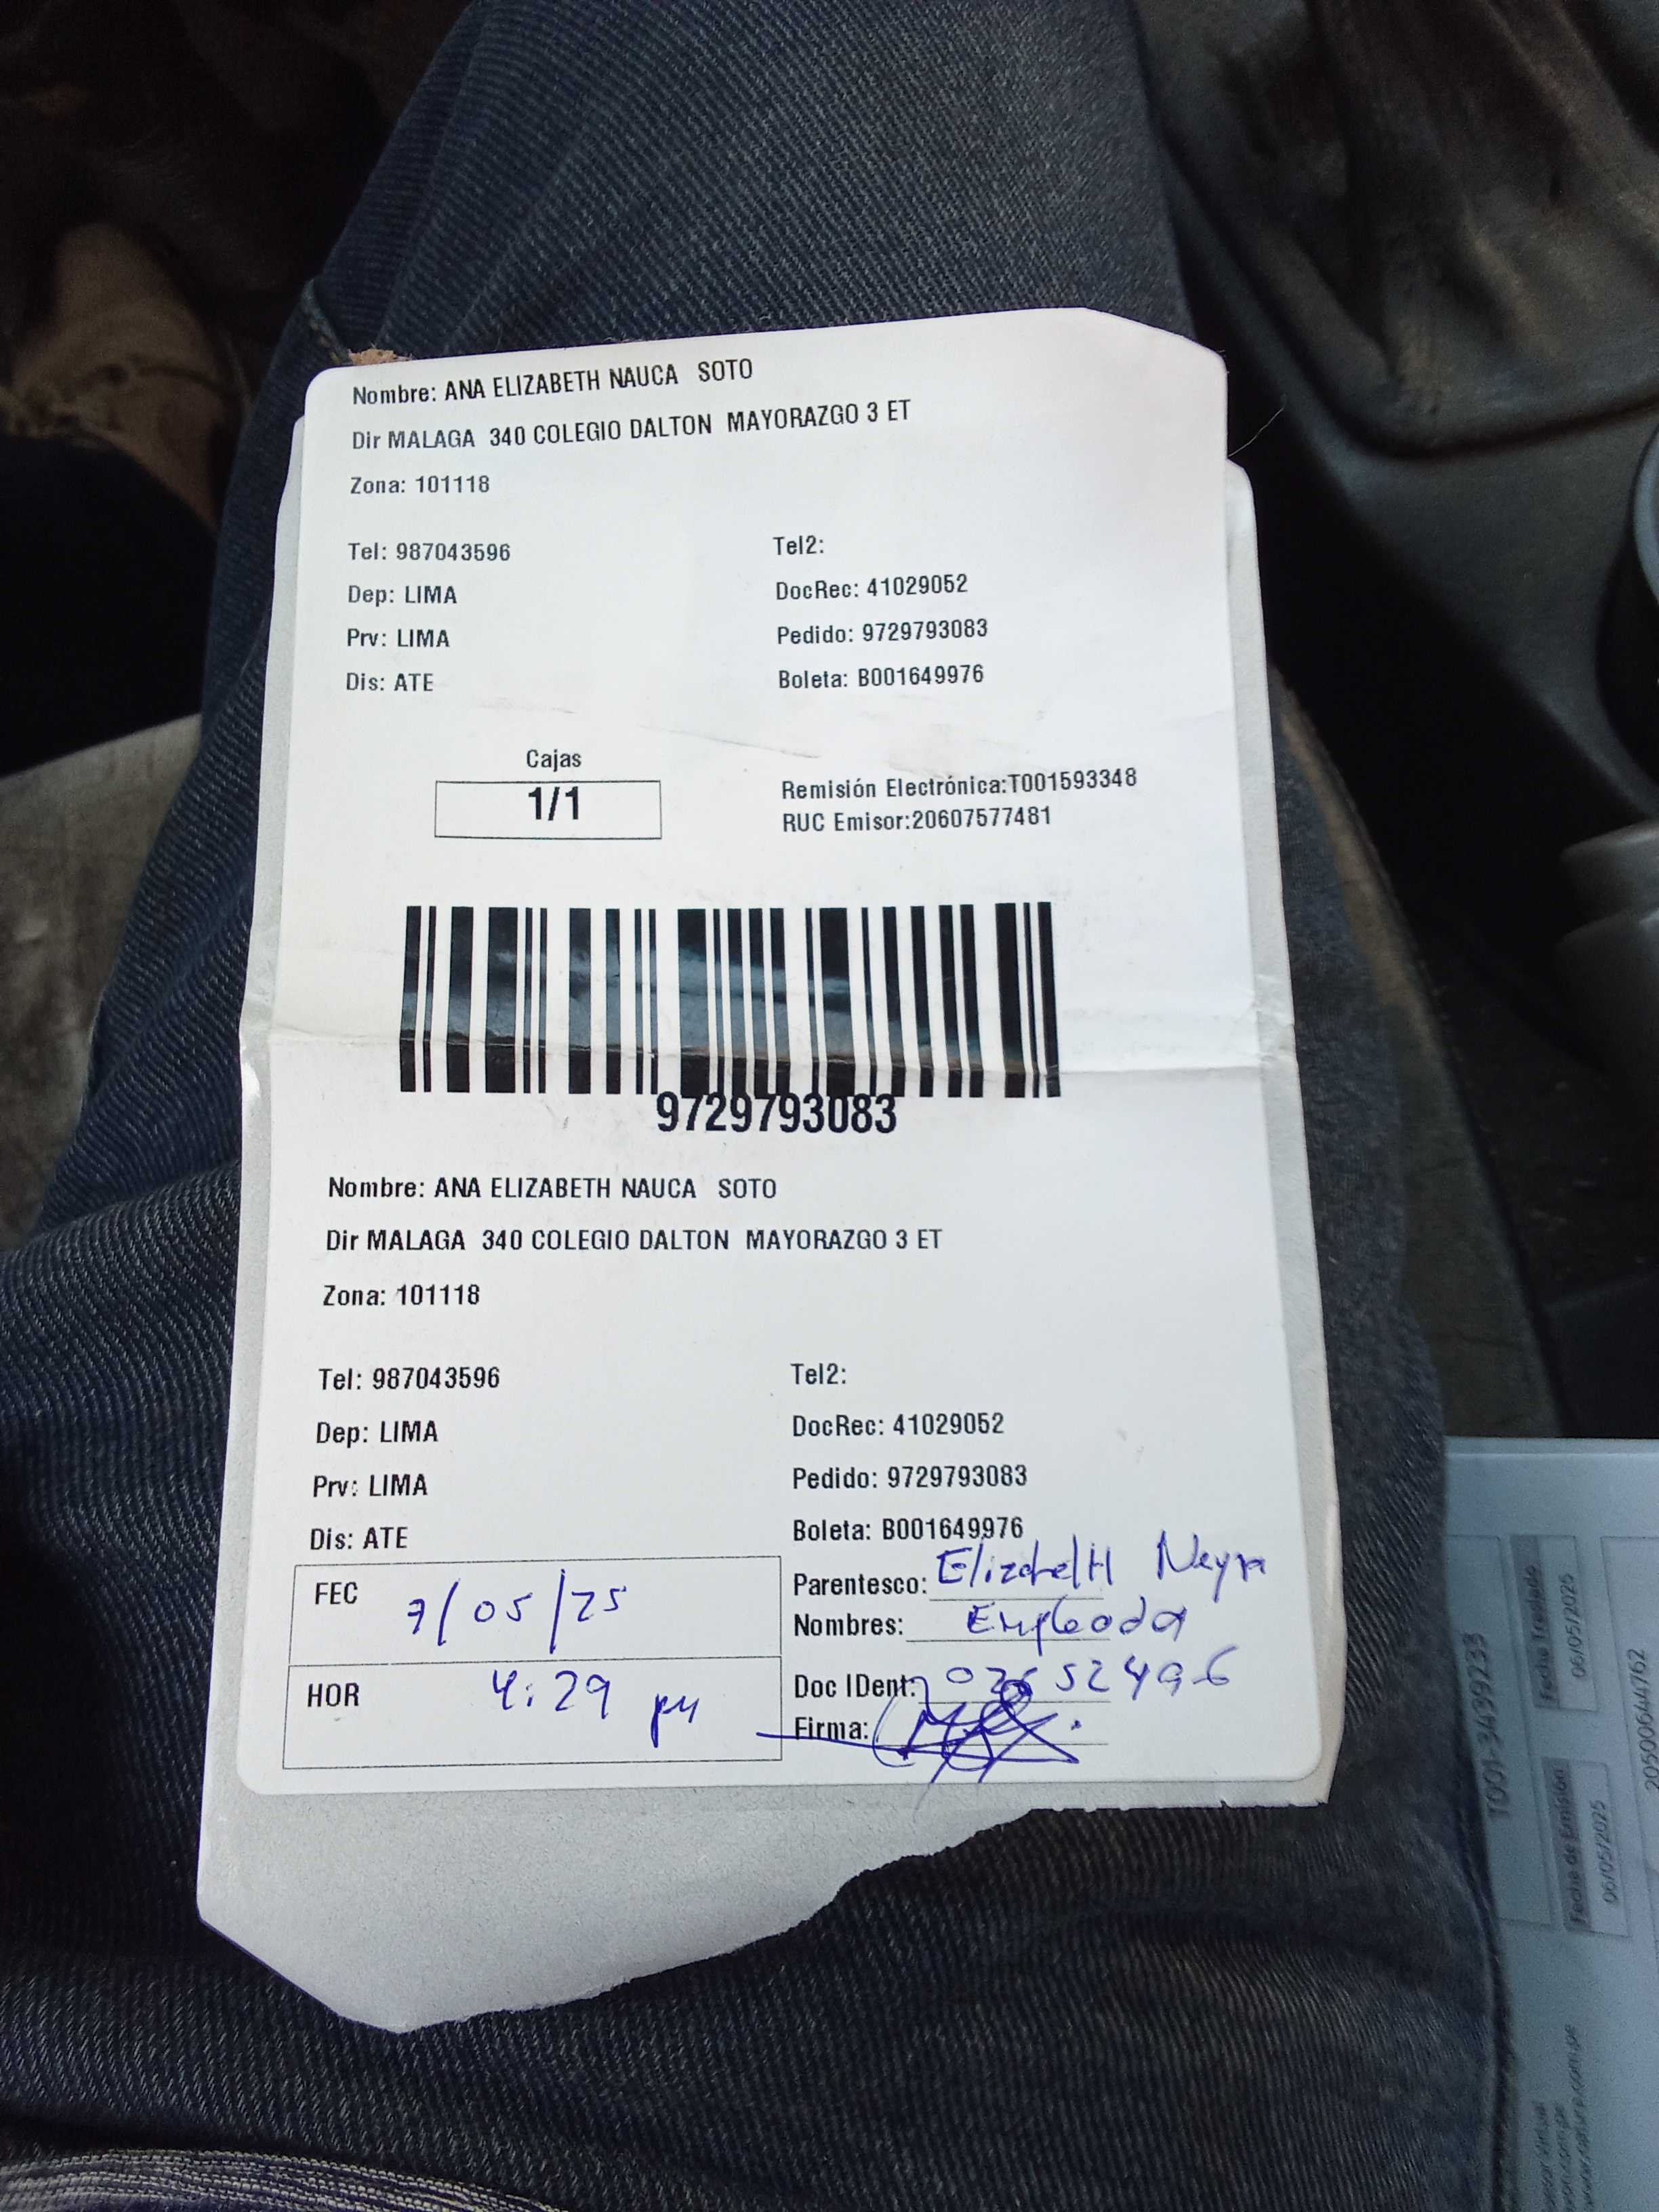 Nombre: ANA ELIZABETH NAUCA SOTO
Dir MALAGA 340 COLEGIO DALTON MAYORAZGO 3 ET
Zona: 101118
Tel: 987043596 Tel2:
Dep: LIMA DocRec: 41029052
Prv: LIMA Pedido: 9729793083
Dis: ATE Boleta: B001649976
Cajas
1/1
Remisión Electrónica:T001593348
RUC Emisor:20607577481
9729793083
Nombre: ANA ELIZABETH NAUCA SOTO
Dir MALAGA 340 COLEGIO DALTON MAYORAZGO 3 ET
Zona: 101118
Tel: 987043596 Tel2:
Dep: LIMA DocRec: 41029052
Prv: LIMA Pedido: 9729793083
Dis: ATE Boleta: B001649976
FEC 7/05/25
HOR 4:29 pm
Parentesco: Neyra
Nombres: Empleada
Doc IDent:
Firma:
T001-3439233
Fecha Traslado
06/05/2025
Fecha de Emisión
06/05/2025
20500644762